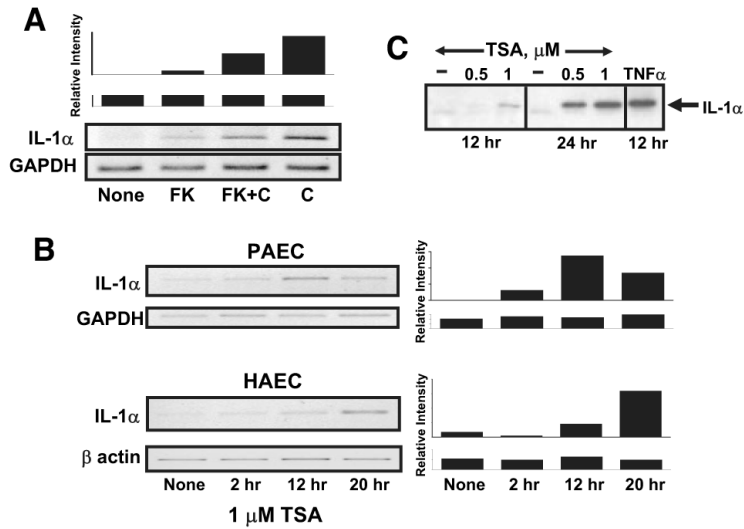 A
Relative Intensity
IL-1α
GAPDH
None FK FK+C C
C
TSA, μM
– 0.5 1 – 0.5 1 TNFα
IL-1α
12 hr 24 hr 12 hr
B
PAEC
IL-1α
GAPDH
Relative Intensity
HAEC
IL-1α
β actin
None 2 hr 12 hr 20 hr
1 μM TSA
Relative Intensity
None 2 hr 12 hr 20 hr